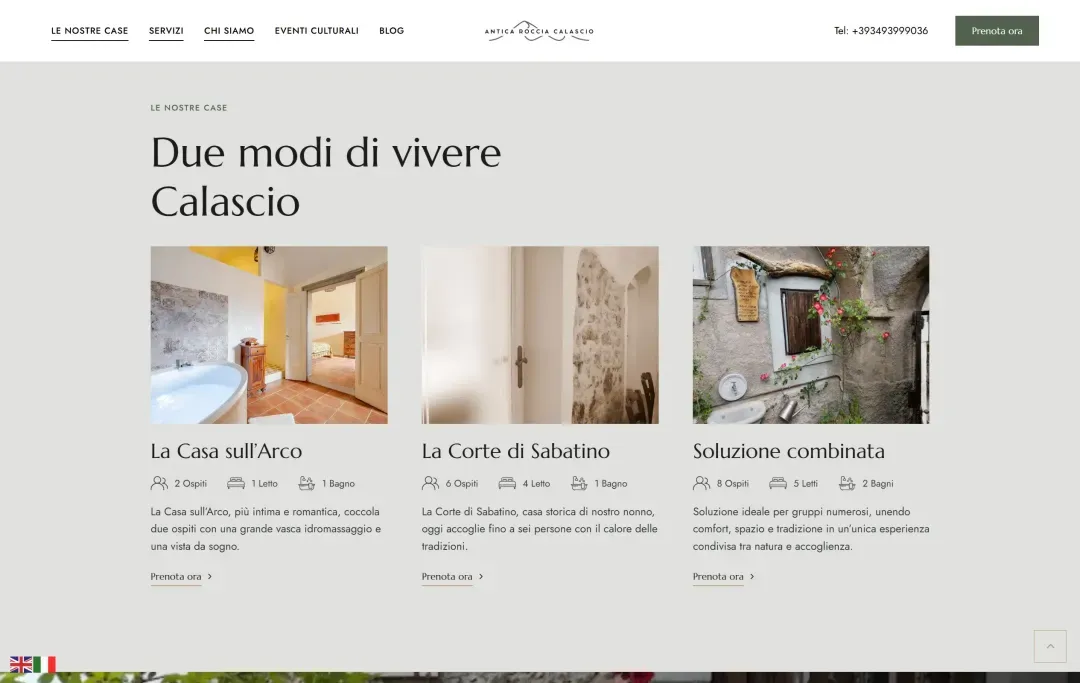 LE NOSTRE CASE
SERVIZI
CHI SIAMO
EVENTI CULTURALI
BLOG
ANTICA ROCCIA CALASCIO
Tel: +393493999036
Prenota ora
LE NOSTRE CASE
Due modi di vivere
Calascio
La Casa sull'Arco
2 Ospiti
1 Letto
1 Bagno
La Casa sull'Arco, più intima e romantica, coccola
due ospiti con una grande vasca idromassaggio e
una vista da sogno.
Prenota ora
La Corte di Sabatino
6 Ospiti
4 Letto
1 Bagno
La Corte di Sabatino, casa storica di nostro nonno,
oggi accoglie fino a sei persone con il calore delle
tradizioni.
Prenota ora
Soluzione combinata
8 Ospiti
5 Letti
2 Bagni
Soluzione ideale per gruppi numerosi, unendo
comfort, spazio e tradizione in un'unica esperienza
condivisa tra natura e accoglienza.
Prenota ora